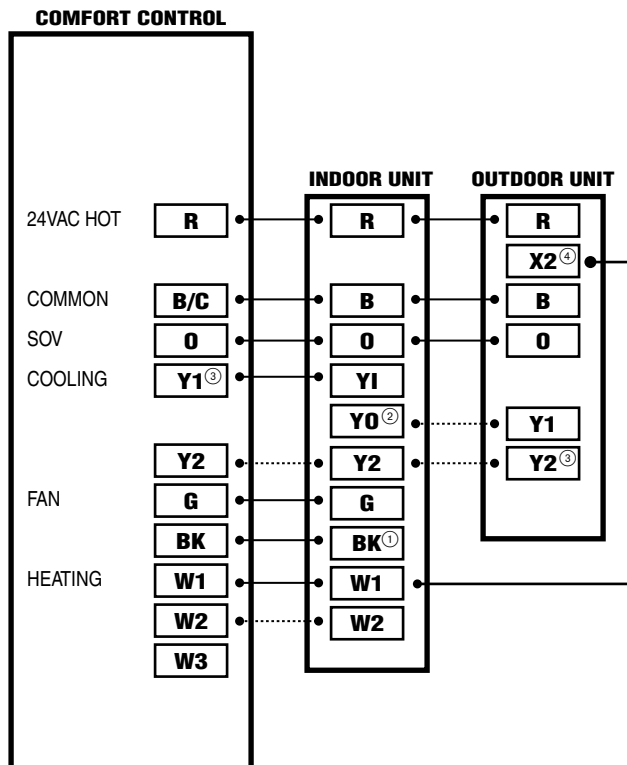 COMFORT CONTROL
INDOOR UNIT OUTDOOR UNIT
24VAC HOT R R R
X2④
COMMON B/C B B
SOV O O O
COOLING Y1③ YI
YO② Y1
Y2 Y2 Y2③
FAN G G
BK BK①
HEATING W1 W1
W2 W2
W3